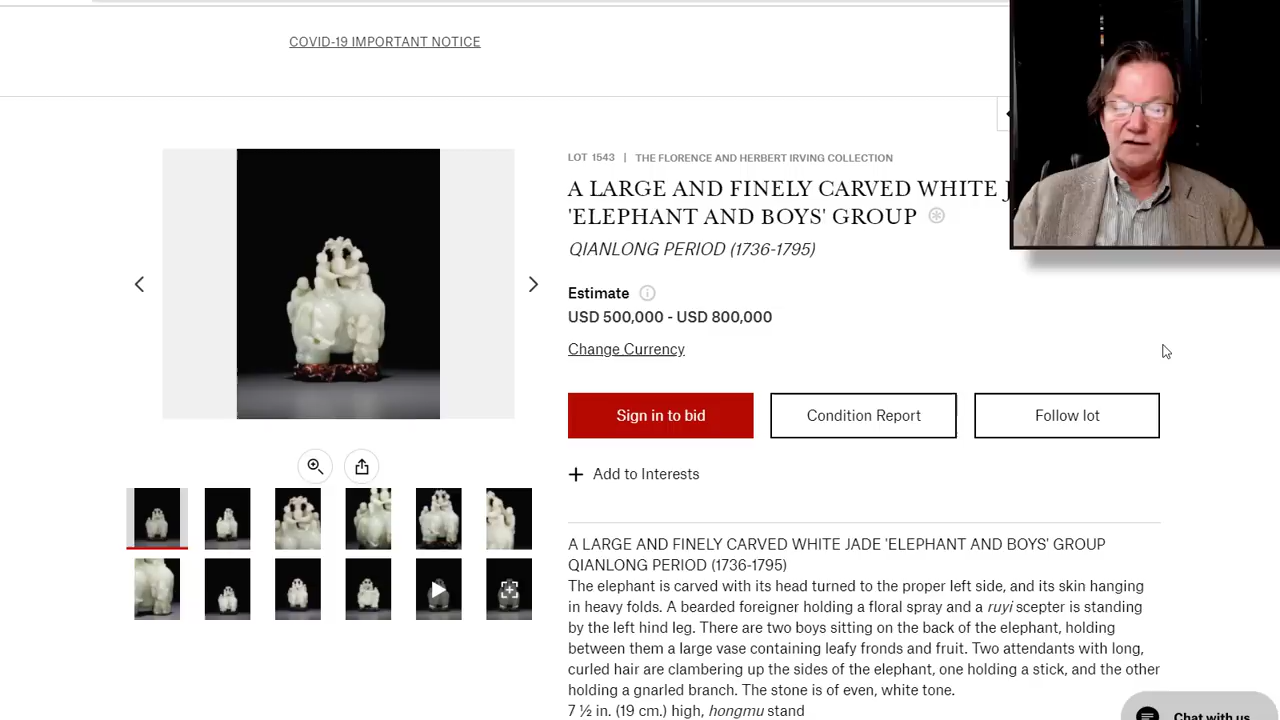 COVID-19 IMPORTANT NOTICE
LOT 1543 | THE FLORENCE AND HERBERT IRVING COLLECTION
A LARGE AND FINELY CARVED WHITE
'ELEPHANT AND BOYS' GROUP
QIANLONG PERIOD (1736-1795)
Estimate
USD 500,000 - USD 800,000
Change Currency
Sign in to bid
Condition Report
Follow lot
+ Add to Interests
A LARGE AND FINELY CARVED WHITE JADE 'ELEPHANT AND BOYS' GROUP
QIANLONG PERIOD (1736-1795)
The elephant is carved with its head turned to the proper left side, and its skin hanging
in heavy folds. A bearded foreigner holding a floral spray and a ruyi scepter is standing
by the left hind leg. There are two boys sitting on the back of the elephant, holding
between them a large vase containing leafy fronds and fruit. Two attendants with long,
curled hair are clambering up the sides of the elephant, one holding a stick, and the other
holding a gnarled branch. The stone is of even, white tone.
7 ½ in. (19 cm.) high, hongmu stand
Chat with us